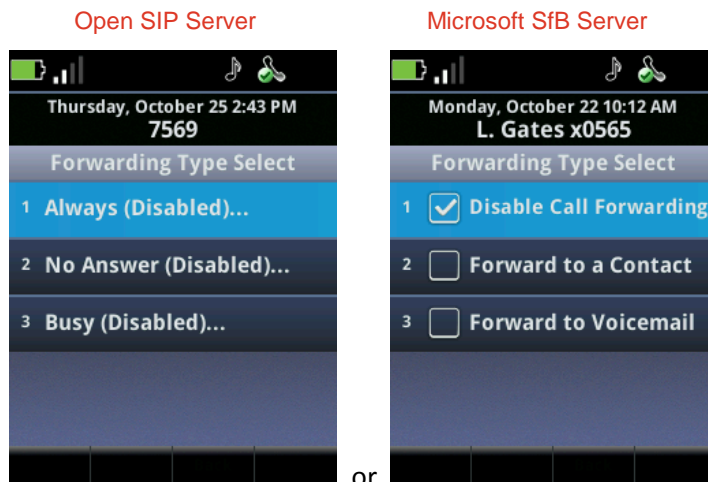 Open SIP Server
Thursday, October 25 2:43 PM
7569
Forwarding Type Select
1 Always (Disabled)...
2 No Answer (Disabled)...
3 Busy (Disabled)...
or
Microsoft SfB Server
Monday, October 22 10:12 AM
L. Gates x0565
Forwarding Type Select
1 Disable Call Forwarding
2 Forward to a Contact
3 Forward to Voicemail